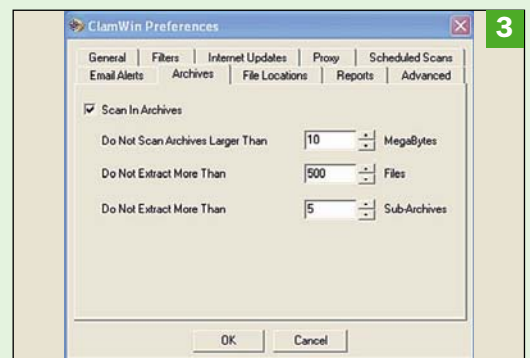 ClamWin Preferences
3
General Filters Internet Updates Proxy Scheduled Scans
Email Alerts Archives File Locations Reports Advanced
Scan In Archives
Do Not Scan Archives Larger Than 10 MegaBytes
Do Not Extract More Than 500 Files
Do Not Extract More Than 5 Sub-Archives
OK Cancel